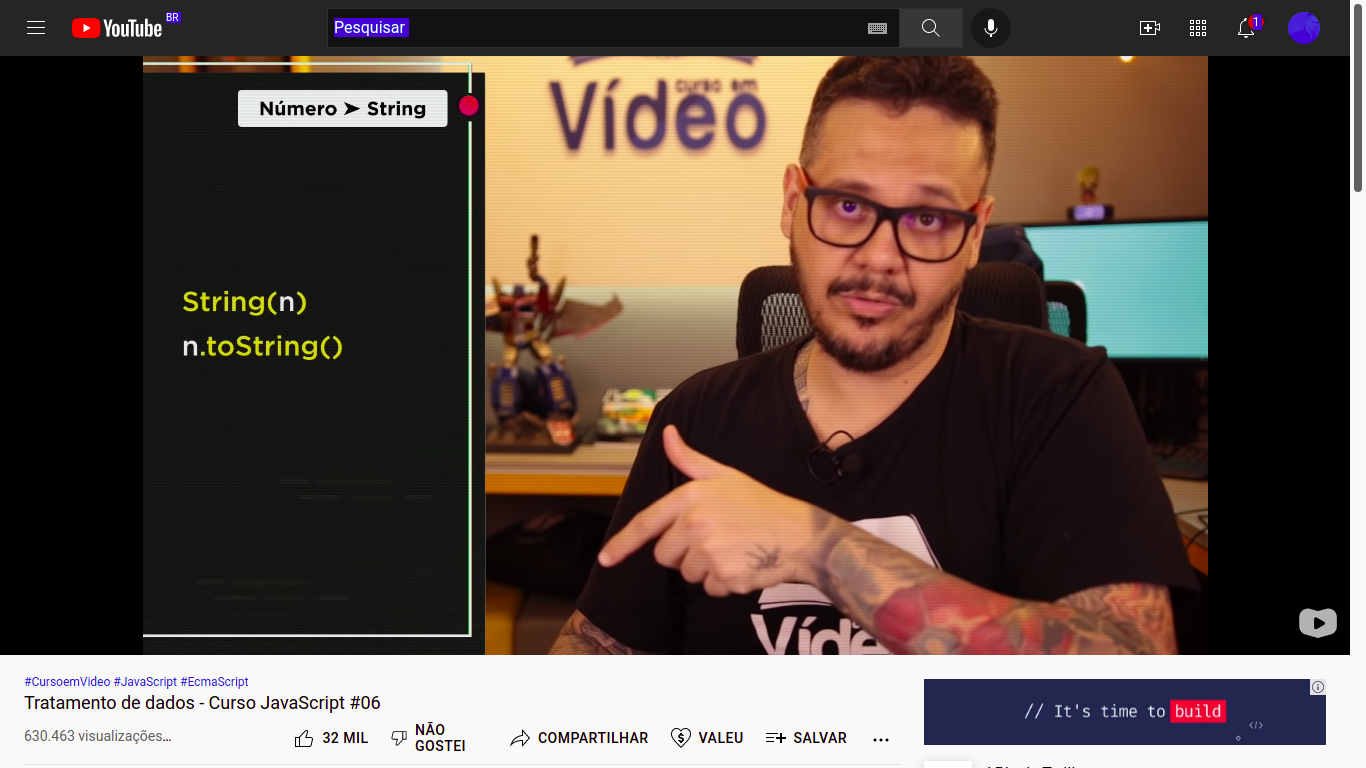 YouTube BR
Pesquisar
1
curso em
Vídeo
Número ➤ String
String(n)
n.toString()
Víde
#CursoemVideo #JavaScript #EcmaScript
Tratamento de dados - Curso JavaScript #06
630.463 visualizações…
32 MIL
NÃO
GOSTEI
COMPARTILHAR
VALEU
SALVAR
// It's time to build